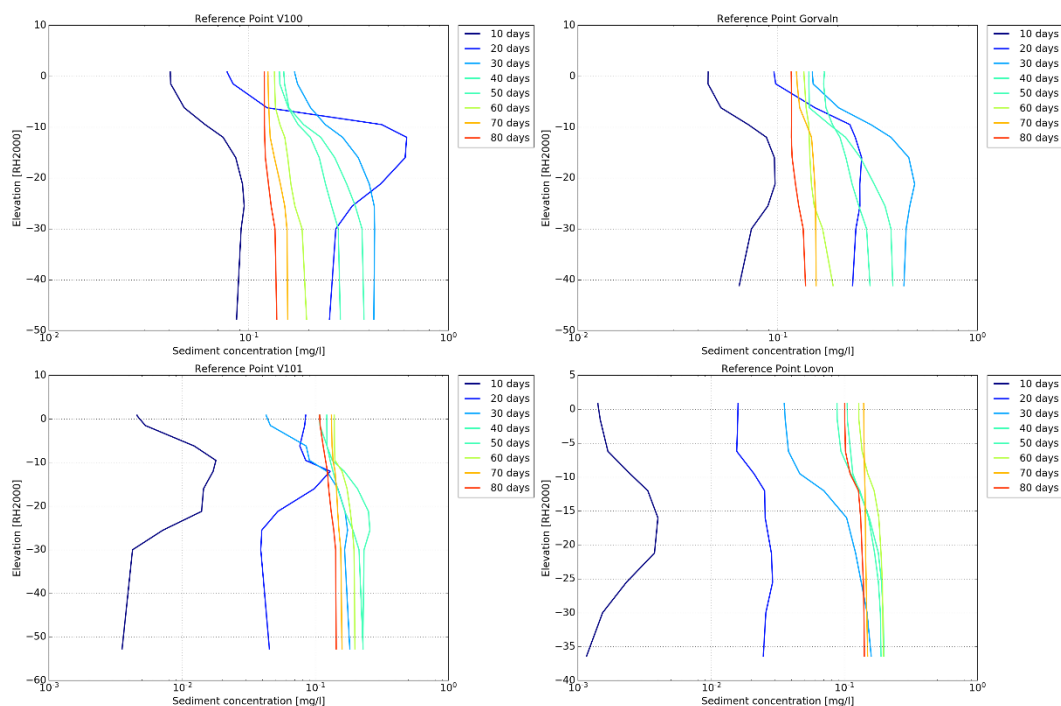 Reference Point V100
10
0
−10
−20
−30
−40
−50
Elevation [RH2000]
10-2
10-1
100
Sediment concentration [mg/l]
10 days
20 days
30 days
40 days
50 days
60 days
70 days
80 days
Reference Point Gorvaln
10
0
−10
−20
−30
−40
−50
Elevation [RH2000]
10-2
10-1
100
Sediment concentration [mg/l]
10 days
20 days
30 days
40 days
50 days
60 days
70 days
80 days
Reference Point V101
10
0
−10
−20
−30
−40
−50
−60
Elevation [RH2000]
10-3
10-2
10-1
100
Sediment concentration [mg/l]
10 days
20 days
30 days
40 days
50 days
60 days
70 days
80 days
Reference Point Lovon
5
0
−5
−10
−15
−20
−25
−30
−35
−40
Elevation [RH2000]
10-3
10-2
10-1
100
Sediment concentration [mg/l]
10 days
20 days
30 days
40 days
50 days
60 days
70 days
80 days